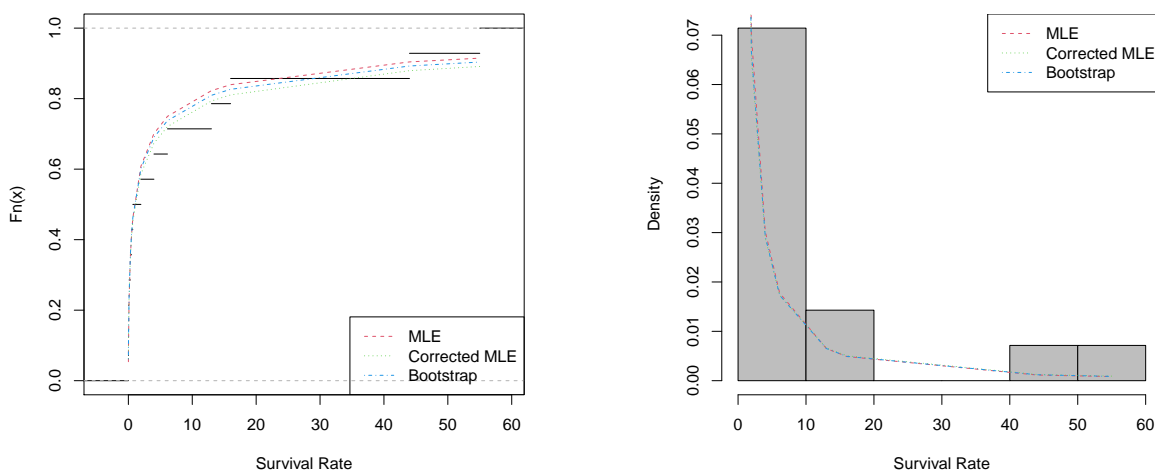 Fn(x)
1.0
0.8
0.6
0.4
0.2
0.0
MLE
Corrected MLE
Bootstrap
0 10 20 30 40 50 60
Survival Rate
Density
0.07
0.06
0.05
0.04
0.03
0.02
0.01
0.00
MLE
Corrected MLE
Bootstrap
0 10 20 30 40 50 60
Survival Rate